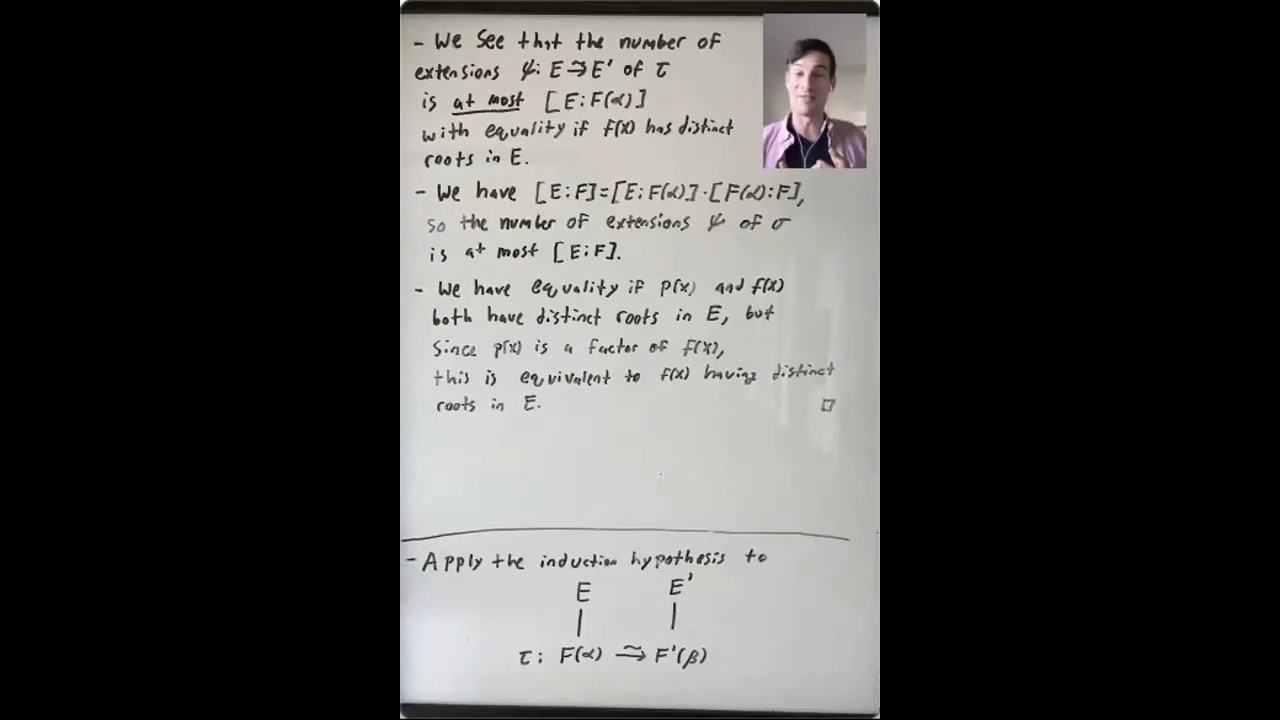 - We see that the number of
extensions ψ: E ⥲ E' of τ
is at most [E:F(α)]
with equality if f(x) has distinct
roots in E.
- We have [E:F]=[E:F(α)]·[F(α):F],
so the number of extensions ψ of σ
is at most [E:F].
- We have equality if p(x) and f(x)
both have distinct roots in E, but
since p(x) is a factor of f(x),
this is equivalent to f(x) having distinct
roots in E. □
- Apply the induction hypothesis to
E E'
| |
τ: F(α) ⥲ F'(β)